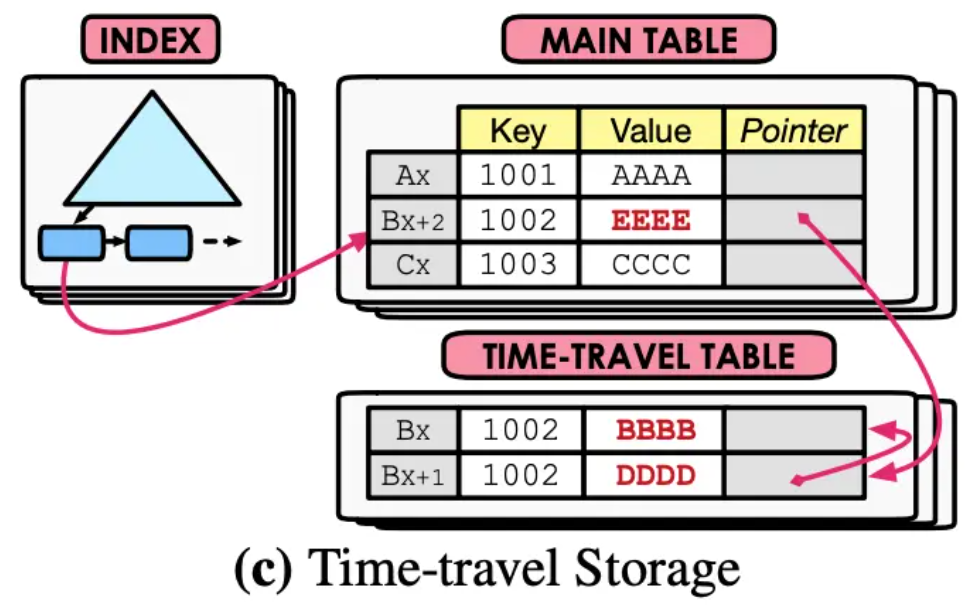 INDEX
MAIN TABLE
Key Value Pointer
Ax 1001 AAAA
Bx+2 1002 EEEE
Cx 1003 CCCC
TIME-TRAVEL TABLE
Bx 1002 BBBB
Bx+1 1002 DDDD
(c) Time-travel Storage